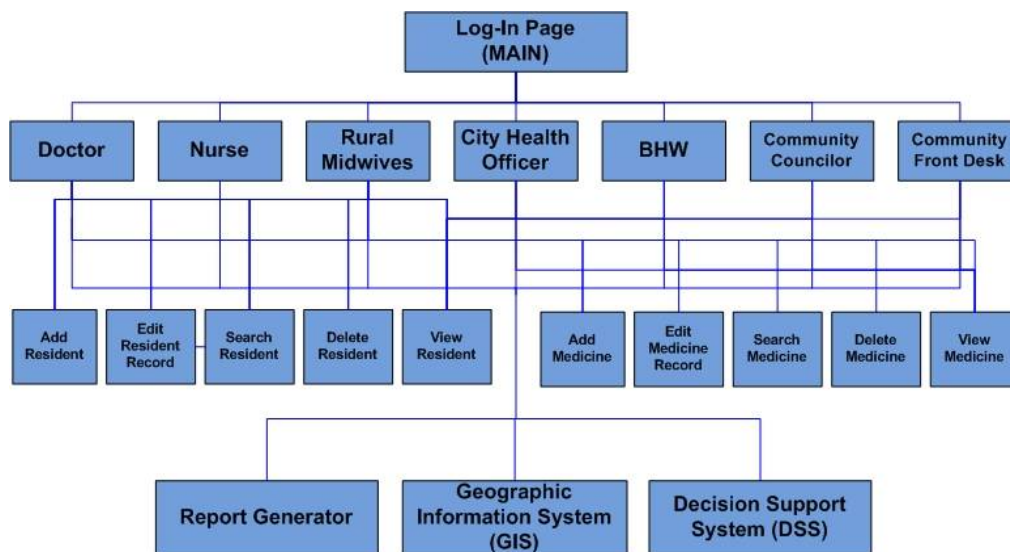 Log-In Page
(MAIN)
Doctor
Nurse
Rural
Midwives
City Health
Officer
BHW
Community
Councilor
Community
Front Desk
Add
Resident
Edit
Resident
Record
Search
Resident
Delete
Resident
View
Resident
Add
Medicine
Edit
Medicine
Record
Search
Medicine
Delete
Medicine
View
Medicine
Report Generator
Geographic
Information System
(GIS)
Decision Support
System (DSS)